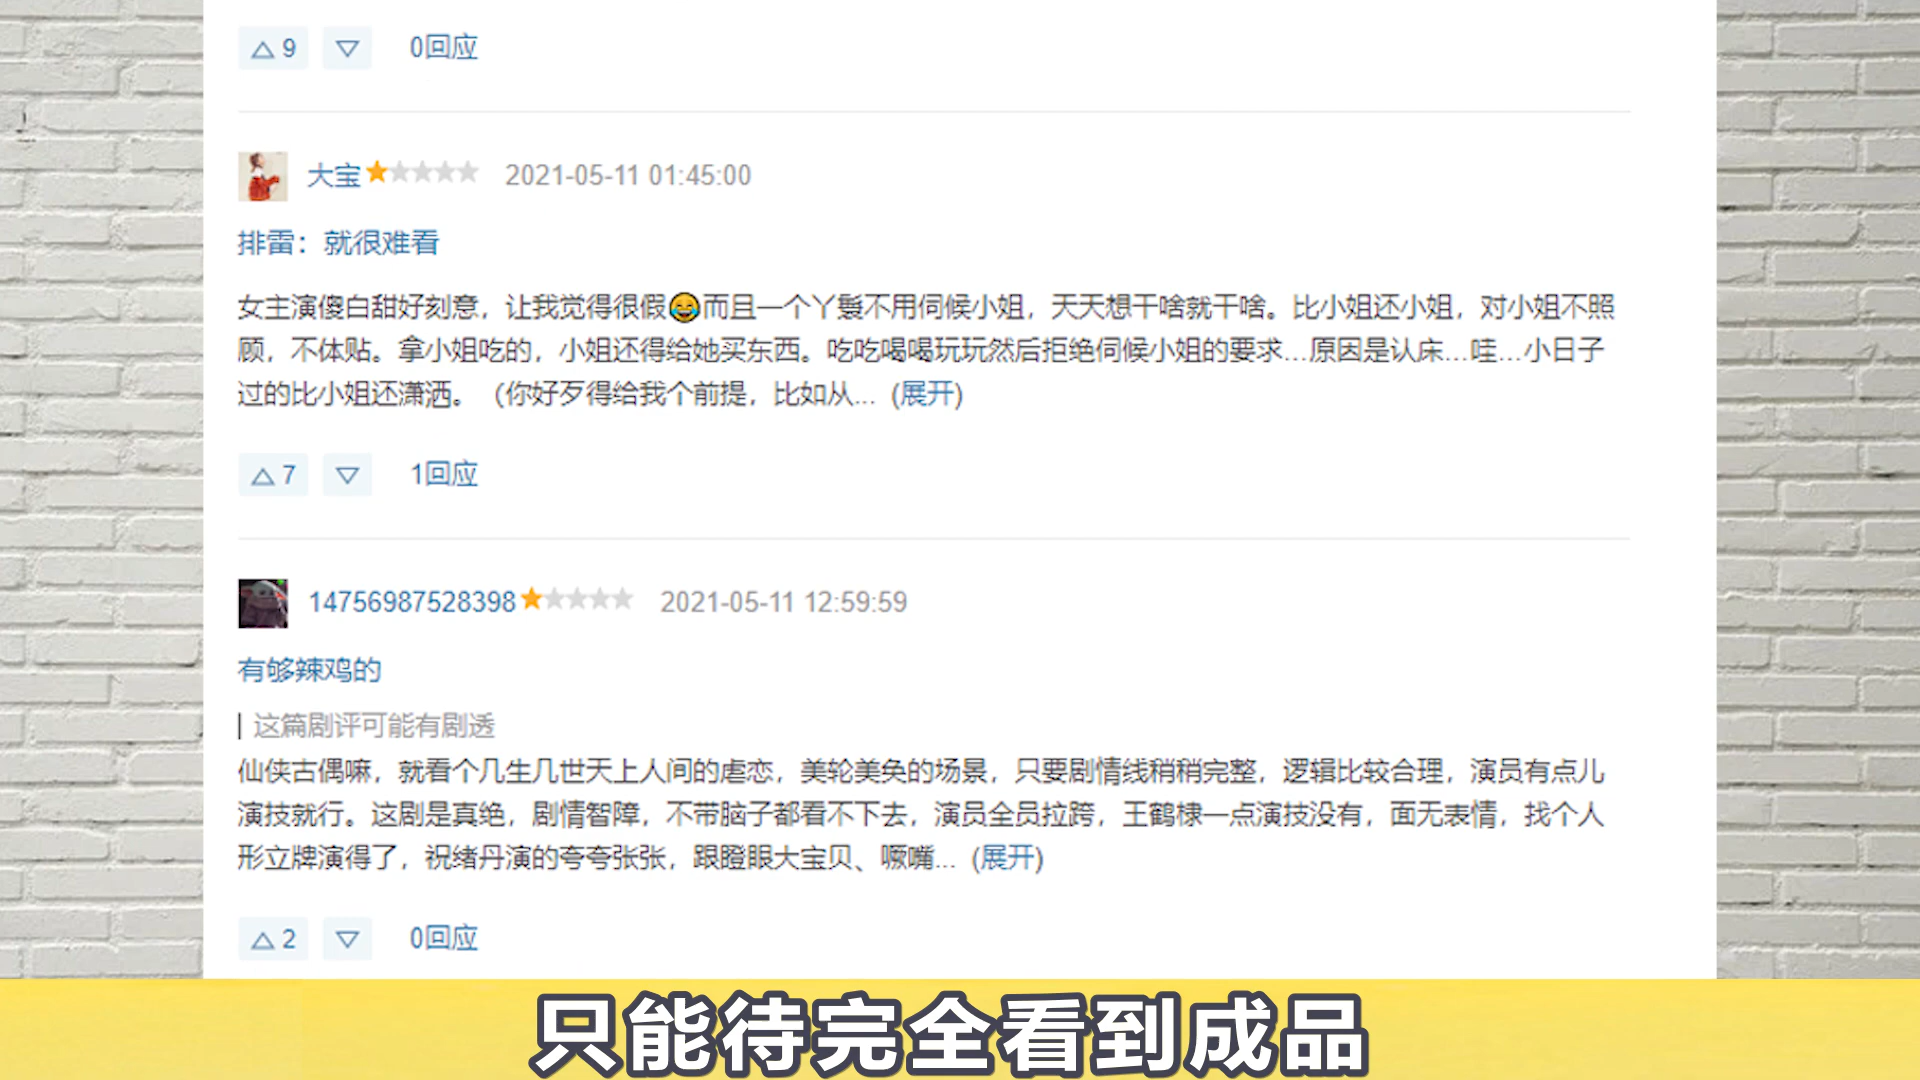 9 0回应
大宝 2021-05-11 01:45:00
排雷：就很难看
女主演傻白甜好刻意，让我觉得很假😂而且一个丫鬟不用伺候小姐，天天想干啥就干啥。比小姐还小姐，对小姐不照
顾，不体贴。拿小姐吃的，小姐还得给她买东西。吃吃喝喝玩玩然后拒绝伺候小姐的要求...原因是认床...哇...小日子
过的比小姐还潇洒。（你好歹得给我个前提，比如从... (展开)
7 1回应
14756987528398 2021-05-11 12:59:59
有够辣鸡的
这篇剧评可能有剧透
仙侠古偶嘛，就看个几生几世天上人间的虐恋，美轮美奂的场景，只要剧情线稍稍完整，逻辑比较合理，演员有点儿
演技就行。这剧是真绝，剧情智障，不带脑子都看不下去，演员全员拉跨，王鹤棣一点演技没有，面无表情，找个人
形立牌演得了，祝绪丹演的夸夸张张，跟瞪眼大宝贝、噘嘴... (展开)
2 0回应
只能待完全看到成品